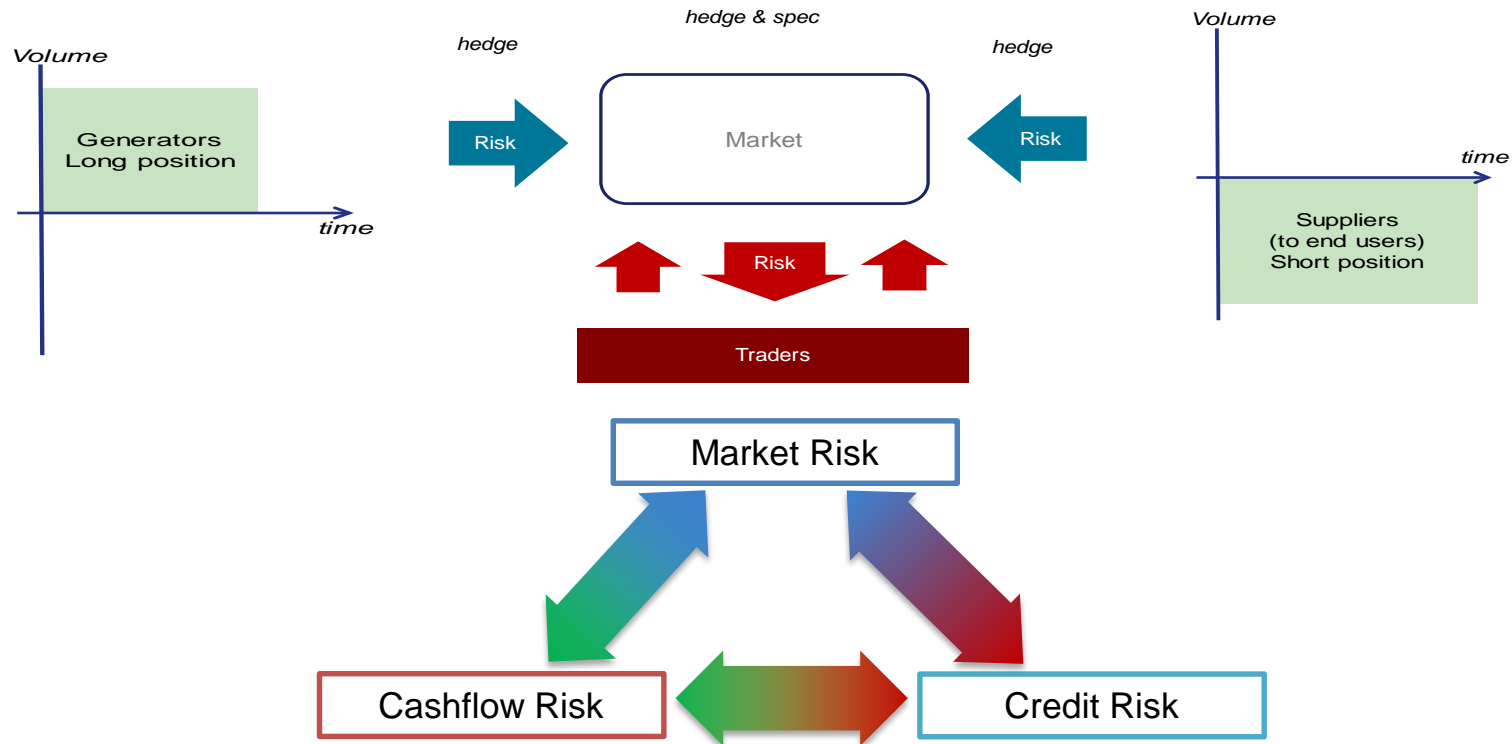 hedge & spec
Volume
hedge
hedge
Volume
Generators
Long position
Risk
Market
Risk
time
time
Suppliers
(to end users)
Short position
Risk
Traders
Market Risk
Cashflow Risk
Credit Risk